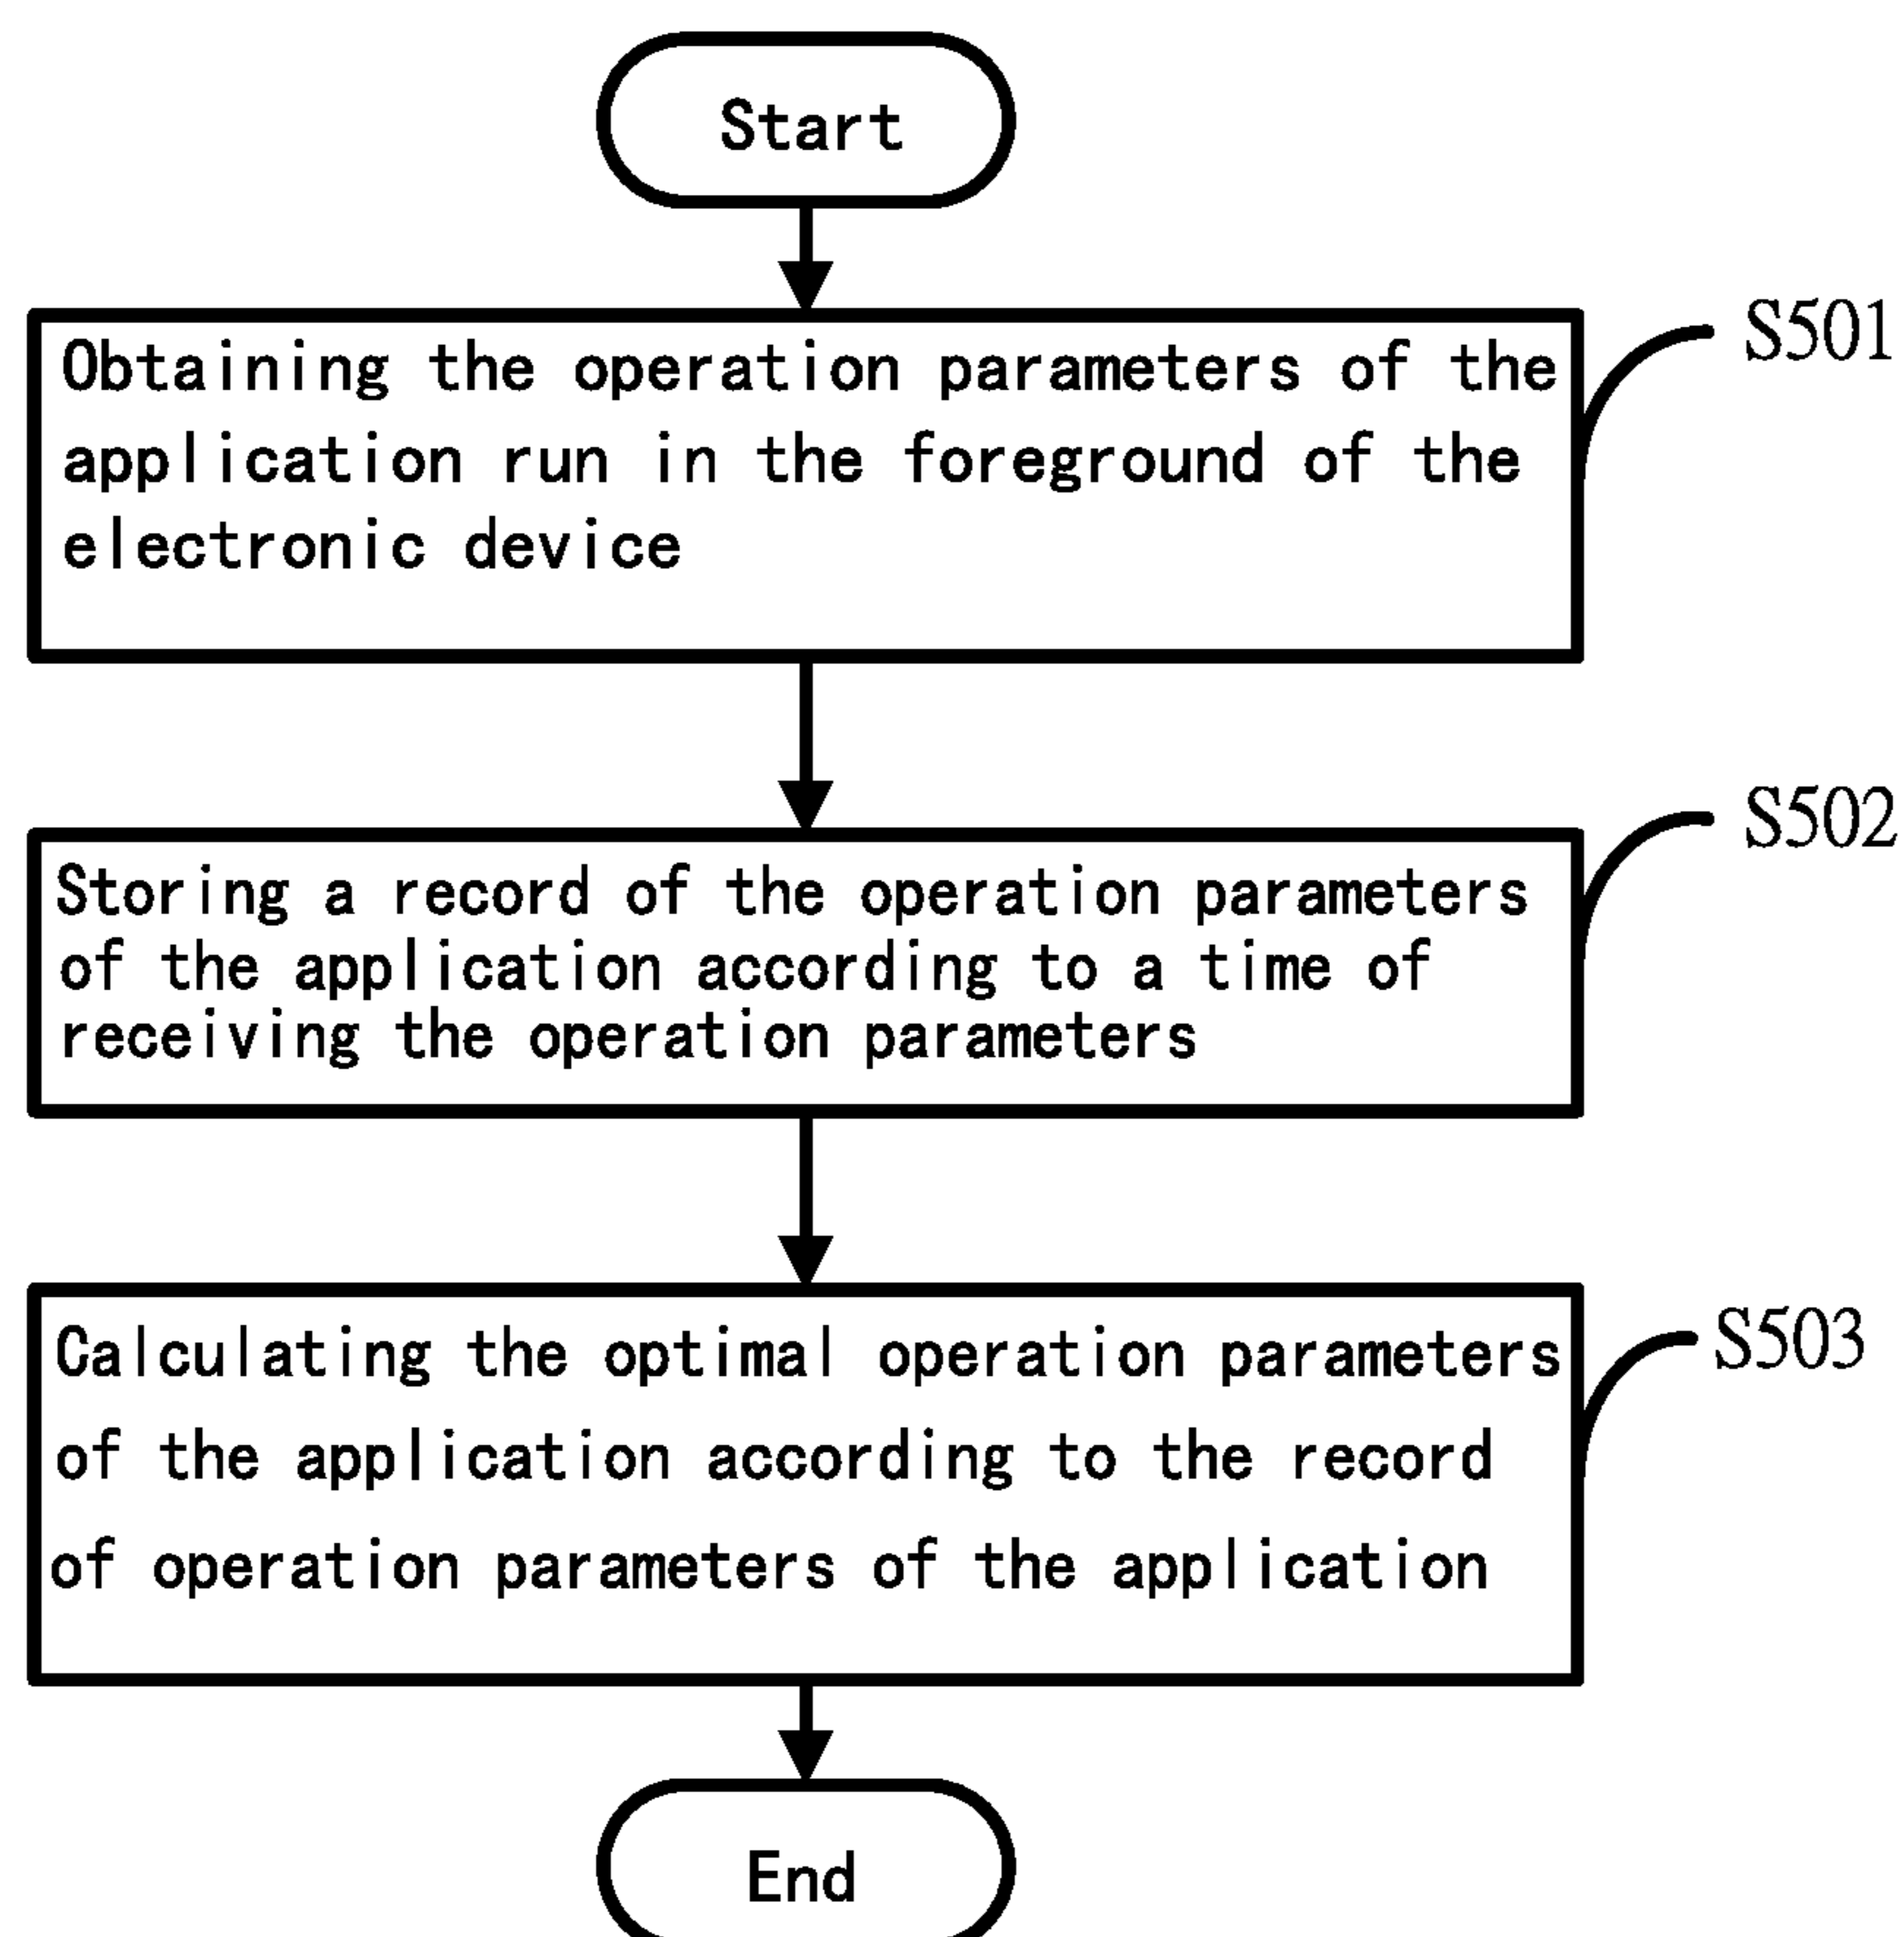 Start
Obtaining the operation parameters of the
application run in the foreground of the
electronic device
S501
Storing a record of the operation parameters
of the application according to a time of
receiving the operation parameters
S502
Calculating the optimal operation parameters
of the application according to the record
of operation parameters of the application
S503
End